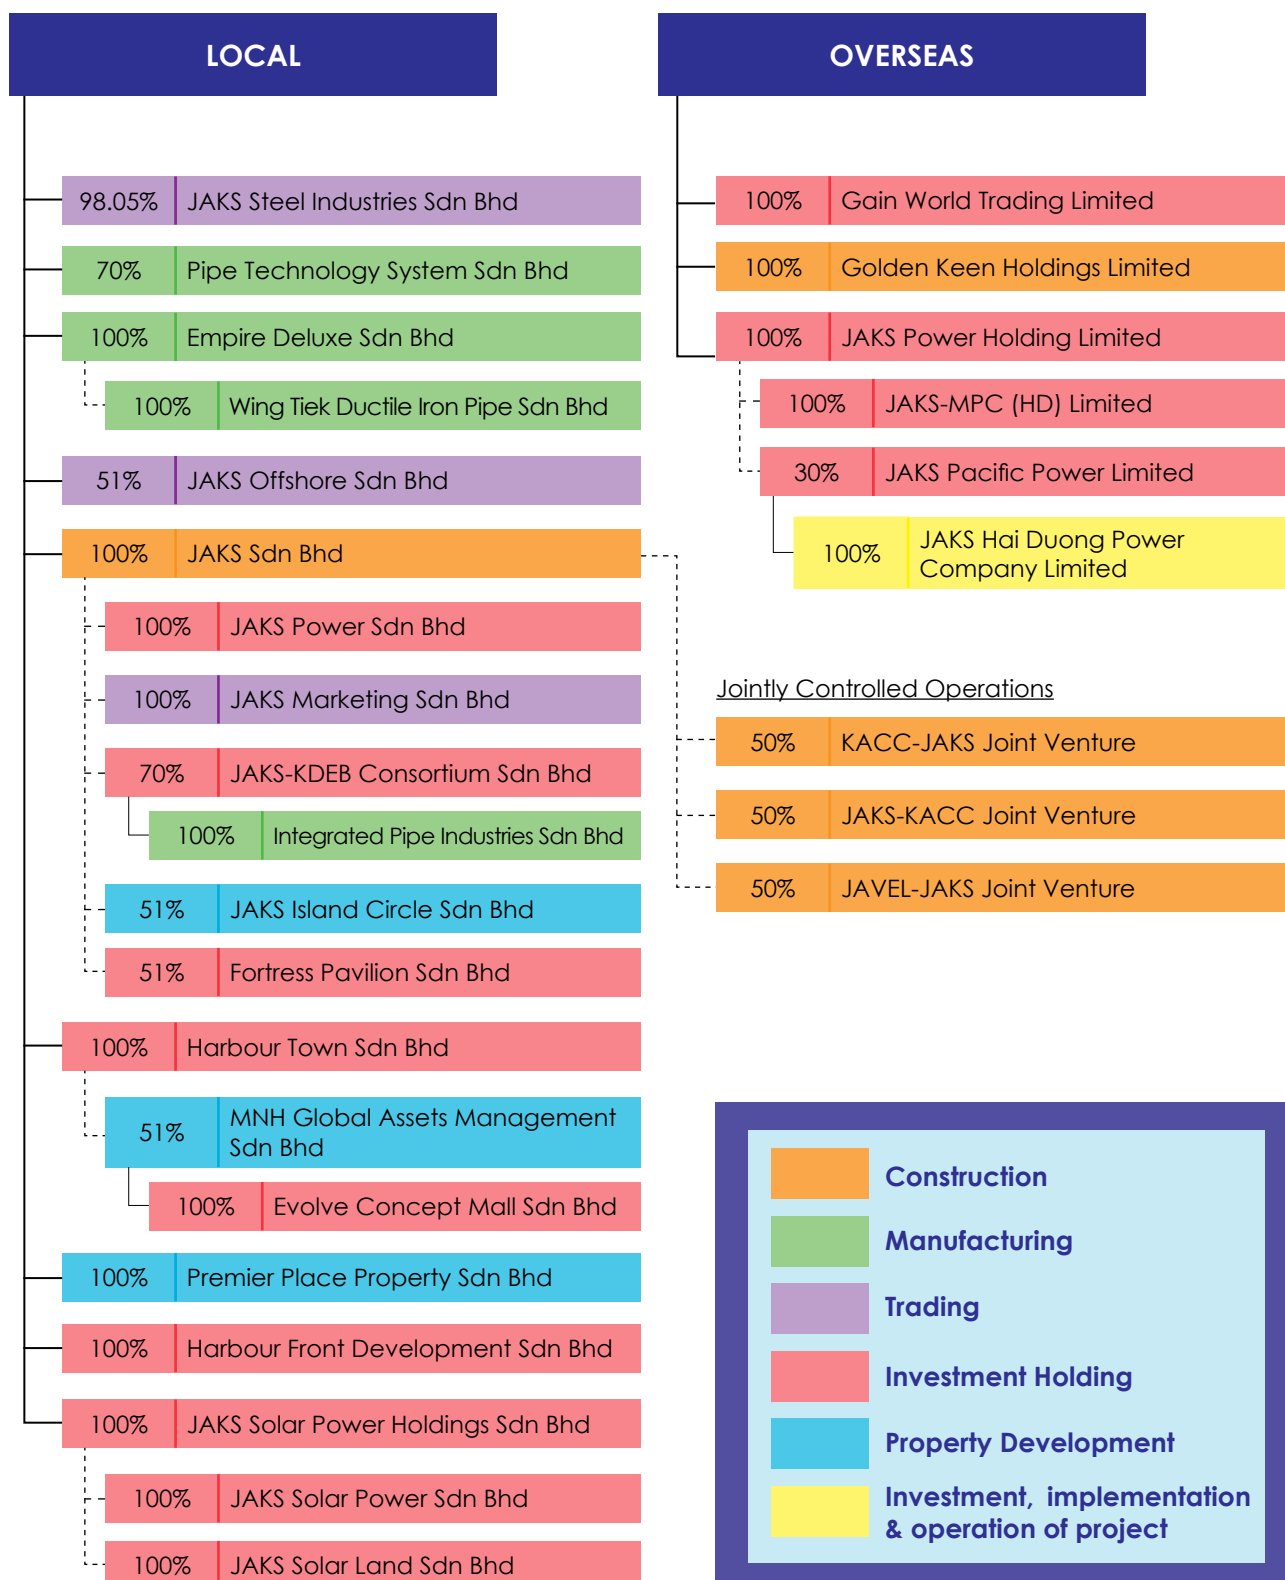 LOCAL
98.05% JAKS Steel Industries Sdn Bhd
70% Pipe Technology System Sdn Bhd
100% Empire Deluxe Sdn Bhd
100% Wing Tiek Ductile Iron Pipe Sdn Bhd
51% JAKS Offshore Sdn Bhd
100% JAKS Sdn Bhd
100% JAKS Power Sdn Bhd
100% JAKS Marketing Sdn Bhd
70% JAKS-KDEB Consortium Sdn Bhd
100% Integrated Pipe Industries Sdn Bhd
51% JAKS Island Circle Sdn Bhd
51% Fortress Pavilion Sdn Bhd
100% Harbour Town Sdn Bhd
51% MNH Global Assets Management
Sdn Bhd
100% Evolve Concept Mall Sdn Bhd
100% Premier Place Property Sdn Bhd
100% Harbour Front Development Sdn Bhd
100% JAKS Solar Power Holdings Sdn Bhd
100% JAKS Solar Power Sdn Bhd
100% JAKS Solar Land Sdn Bhd
OVERSEAS
100% Gain World Trading Limited
100% Golden Keen Holdings Limited
100% JAKS Power Holding Limited
100% JAKS-MPC (HD) Limited
30% JAKS Pacific Power Limited
100% JAKS Hai Duong Power
Company Limited
Jointly Controlled Operations
50% KACC-JAKS Joint Venture
50% JAKS-KACC Joint Venture
50% JAVEL-JAKS Joint Venture
Construction
Manufacturing
Trading
Investment Holding
Property Development
Investment, implementation
& operation of project